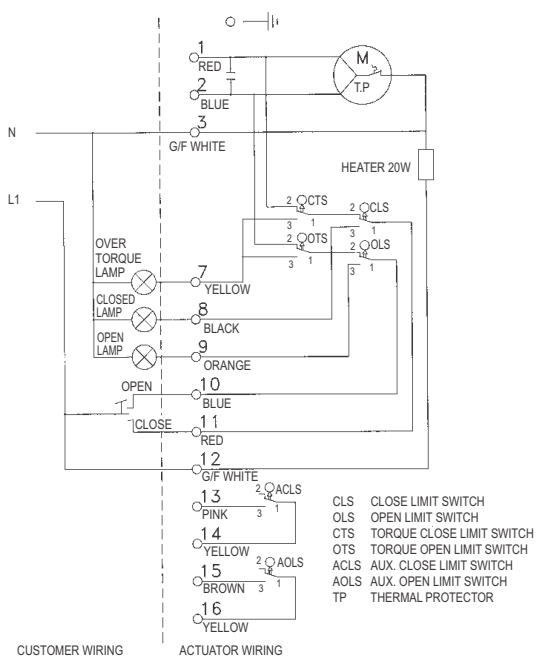 1
RED
M
T.P
2
BLUE
N
3
G/F WHITE
HEATER 20W
L1
2 CTS
3 1
2 CLS
3 1
2 OTS
3 1
2 OLS
3 1
OVER
TORQUE
LAMP
7
YELLOW
CLOSED
LAMP
8
BLACK
OPEN
LAMP
9
ORANGE
OPEN
10
BLUE
CLOSE
11
RED
12
G/F WHITE
2 ACLS
13
PINK 3 1
14
YELLOW
2 AOLS
15
BROWN 3 1
16
YELLOW
CLS CLOSE LIMIT SWITCH
OLS OPEN LIMIT SWITCH
CTS TORQUE CLOSE LIMIT SWITCH
OTS TORQUE OPEN LIMIT SWITCH
ACLS AUX. CLOSE LIMIT SWITCH
AOLS AUX. OPEN LIMIT SWITCH
TP THERMAL PROTECTOR
CUSTOMER WIRING ACTUATOR WIRING